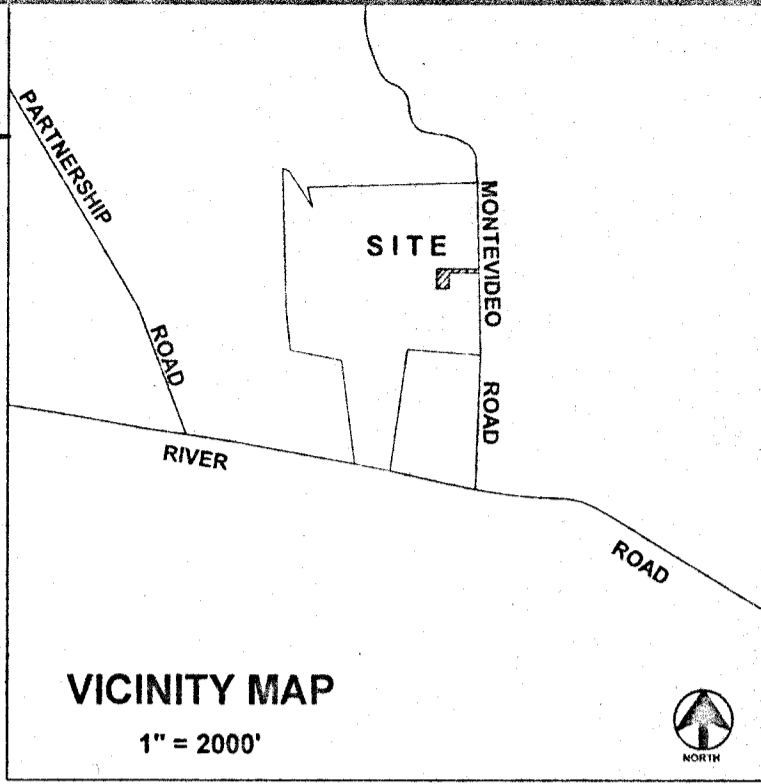 PARTNERSHIP
ROAD
SITE
MONTEVIDEO
ROAD
RIVER
ROAD
VICINITY MAP
1" = 2000'
NORTH